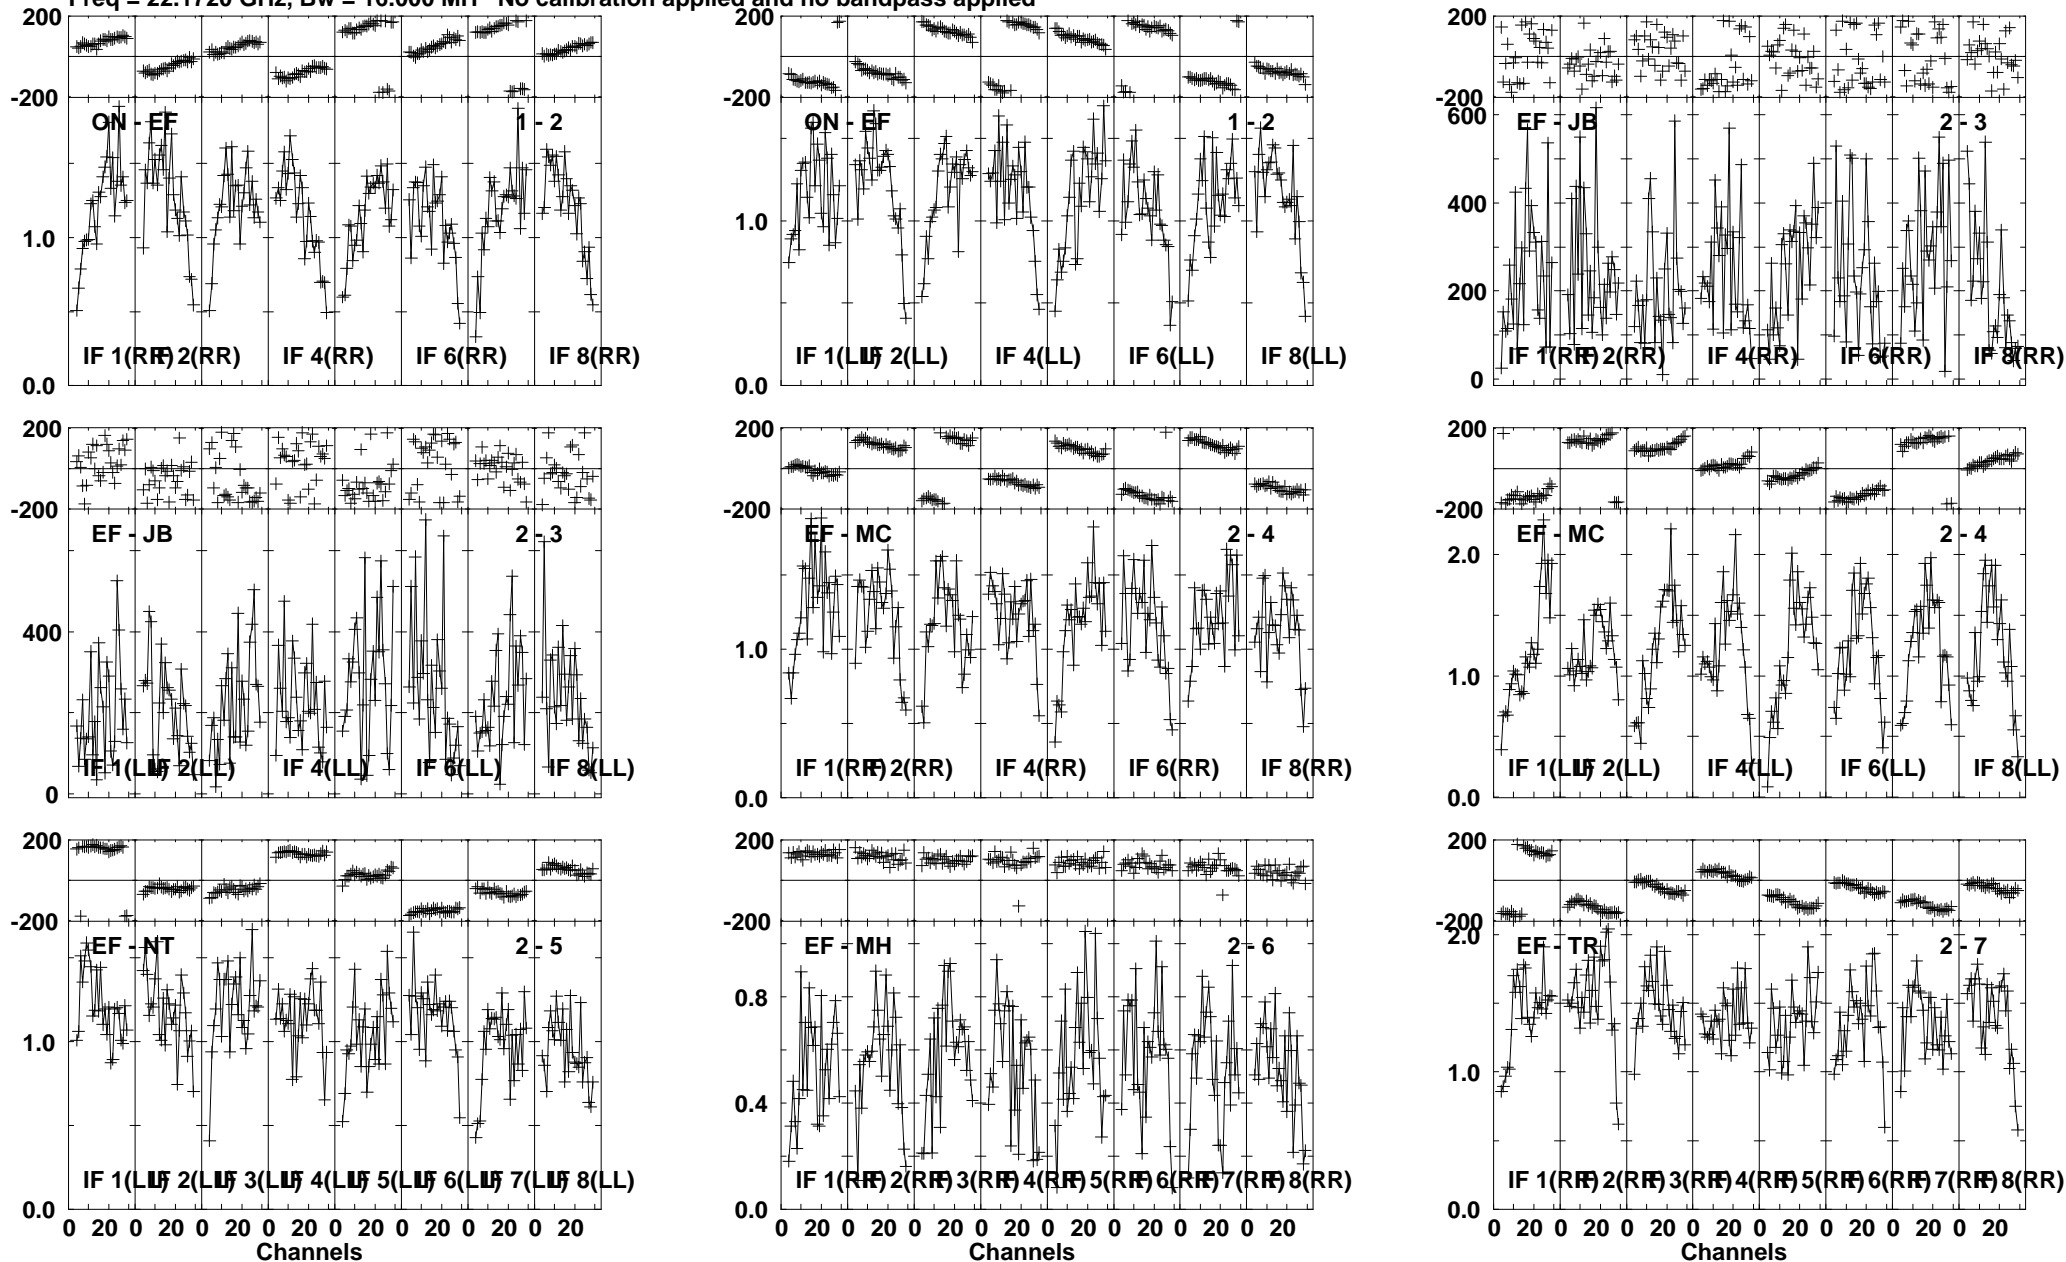 Freq = 22.1720 GHz, Bw = 16.000 MH No calibration applied and no bandpass applied
200 200 200
-200 -200 -200
ON - EF 1 - 2 ON - EF 1 - 2 600 EF - JB 2 - 3
400
1.0 1.0
200
IF 1(RR) IF 2(RR) IF 4(RR) IF 6(RR) IF 8(RR) IF 1(LL) IF 2(LL) IF 4(LL) IF 6(LL) IF 8(LL) IF 1(RR) IF 2(RR) IF 4(RR) IF 6(RR) IF 8(RR)
0.0 0.0 0
200 200 200
-200 -200 -200
EF - JB 2 - 3 EF - MC 2 - 4 EF - MC 2 - 4
2.0
400
1.0 1.0
IF 1(LL) IF 2(LL) IF 4(LL) IF 6(LL) IF 8(LL) IF 1(RR) IF 2(RR) IF 4(RR) IF 6(RR) IF 8(RR) IF 1(LL) IF 2(LL) IF 4(LL) IF 6(LL) IF 8(LL)
0 0.0 0.0
200 200 200
-200 -200 -200
EF - NT 2 - 5 EF - MH 2 - 6 2.0 EF - TR 2 - 7
0.8
1.0 0.4 1.0
IF 1(LL) IF 2(LL) IF 3(LL) IF 4(LL) IF 5(LL) IF 6(LL) IF 7(LL) IF 8(LL) IF 1(RR) IF 2(RR) IF 3(RR) IF 4(RR) IF 5(RR) IF 6(RR) IF 7(RR) IF 8(RR) IF 1(RR) IF 2(RR) IF 3(RR) IF 4(RR) IF 5(RR) IF 6(RR) IF 7(RR) IF 8(RR)
0.0 0.0 0.0
0 20 0 20 0 20 0 20 0 20 0 20 0 20 0 20 0 20 0 20 0 20 0 20 0 20 0 20 0 20 0 20 0 20 0 20 0 20 0 20 0 20 0 20 0 20 0 20
Channels Channels